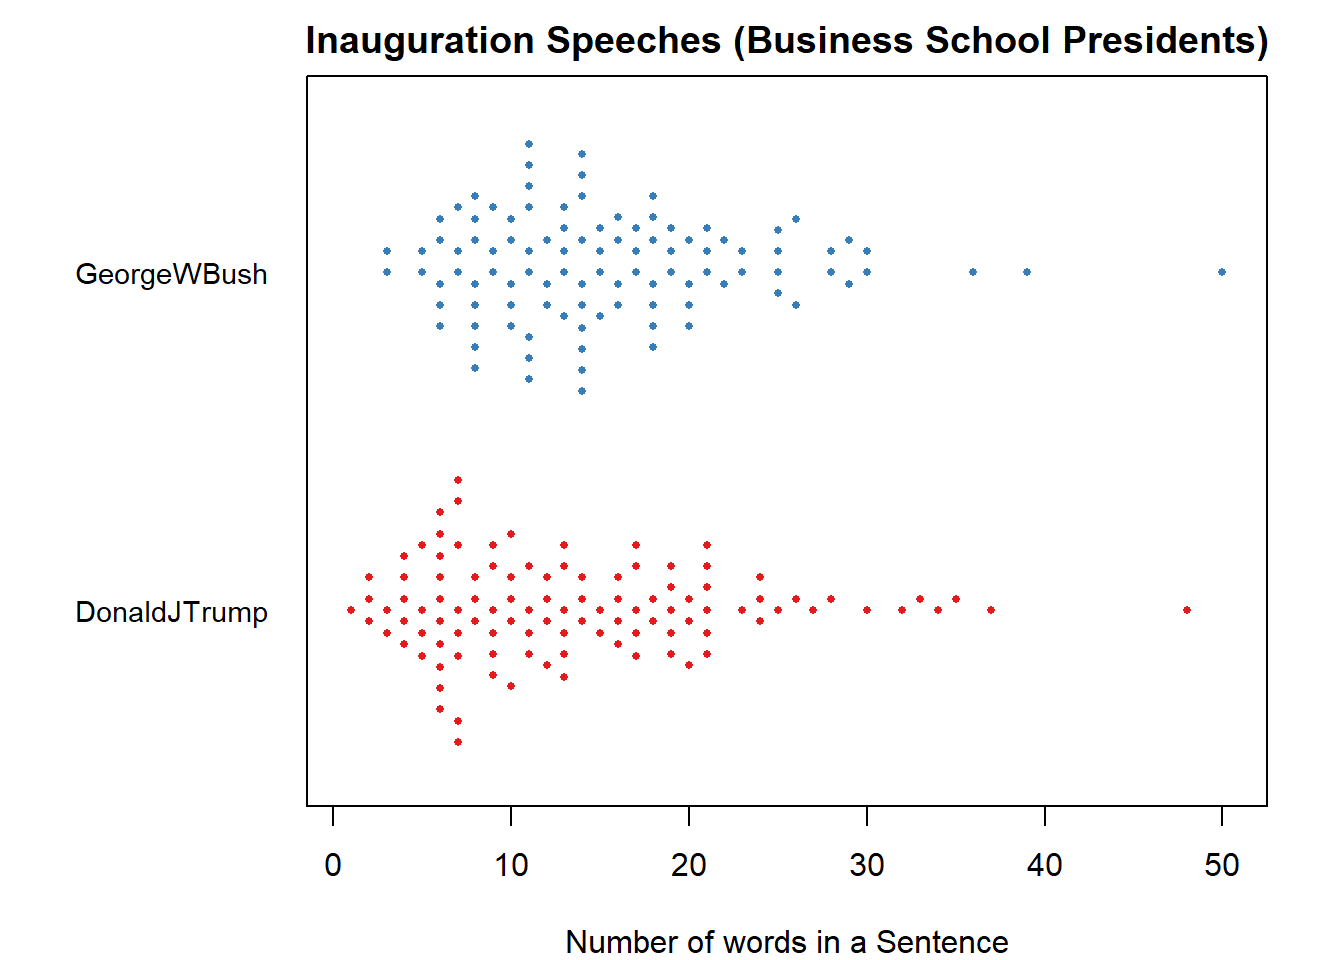 Inauguration Speeches (Business School Presidents)
GeorgeWBush
DonaldJTrump
0 10 20 30 40 50
Number of words in a Sentence